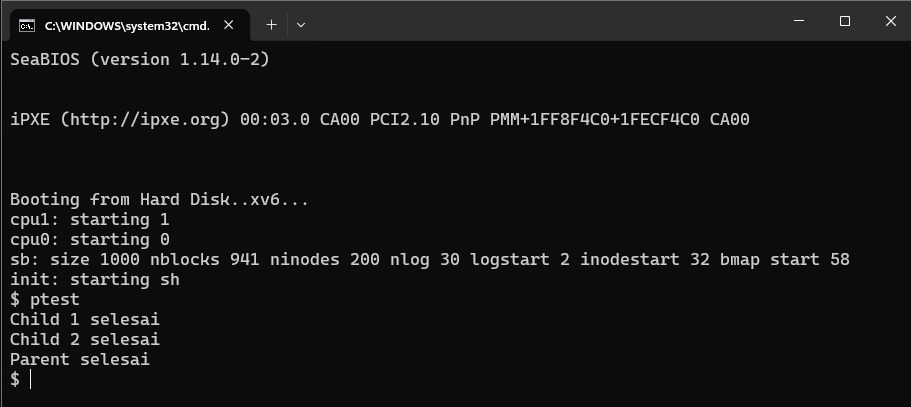 C:\WINDOWS\system32\cmd.
SeaBIOS (version 1.14.0-2)
iPXE (http://ipxe.org) 00:03.0 CA00 PCI2.10 PnP PMM+1FF8F4C0+1FECF4C0 CA00
Booting from Hard Disk..xv6...
cpu1: starting 1
cpu0: starting 0
sb: size 1000 nblocks 941 ninodes 200 nlog 30 logstart 2 inodestart 32 bmap start 58
init: starting sh
$ ptest
Child 1 selesai
Child 2 selesai
Parent selesai
$